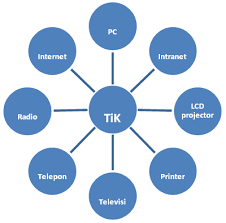 PC
Internet
Intranet
Radio
TiK
LCD
projector
Telepon
Printer
Televisi